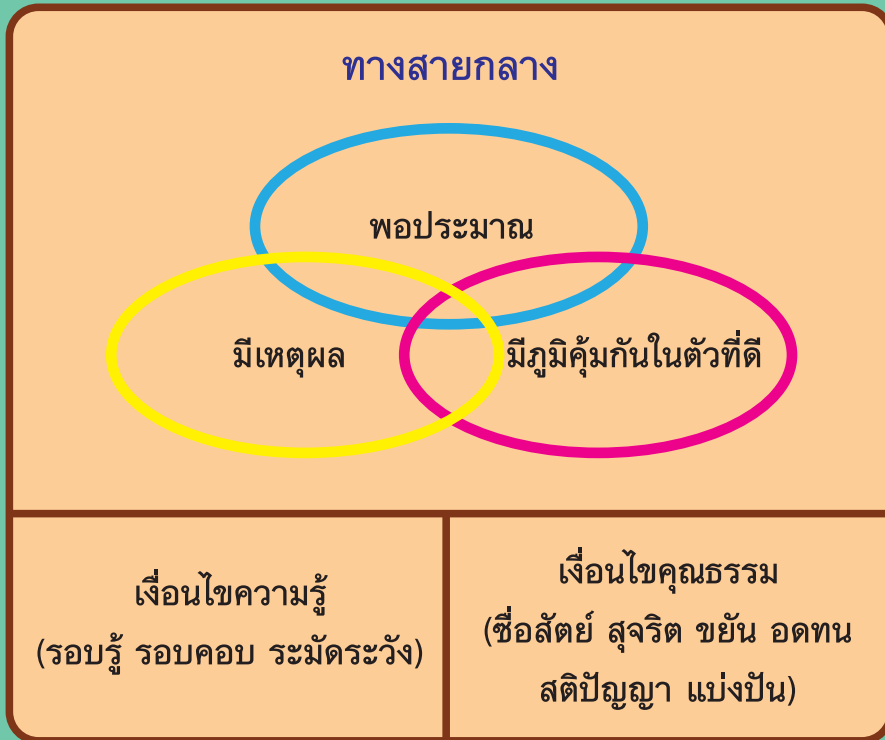 ทางสายกลาง
พอประมาณ
มีเหตุผล
มีภูมิคุ้มกันในตัวที่ดี
เงื่อนไขความรู้
(รอบรู้ รอบคอบ ระมัดระวัง)
เงื่อนไขคุณธรรม
(ซื่อสัตย์ สุจริต ขยัน อดทน
สติปัญญา แบ่งปัน)